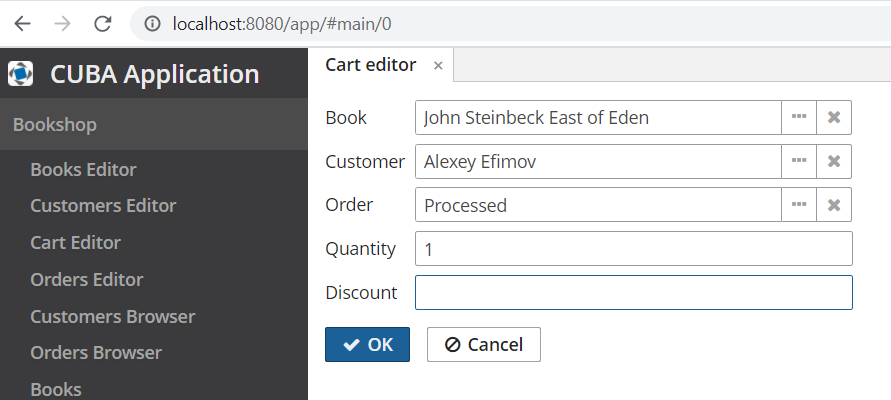 localhost:8080/app/#main/0
CUBA Application
Bookshop
Books Editor
Customers Editor
Cart Editor
Orders Editor
Customers Browser
Orders Browser
Books
Cart editor
Book John Steinbeck East of Eden
Customer Alexey Efimov
Order Processed
Quantity 1
Discount
OK Cancel